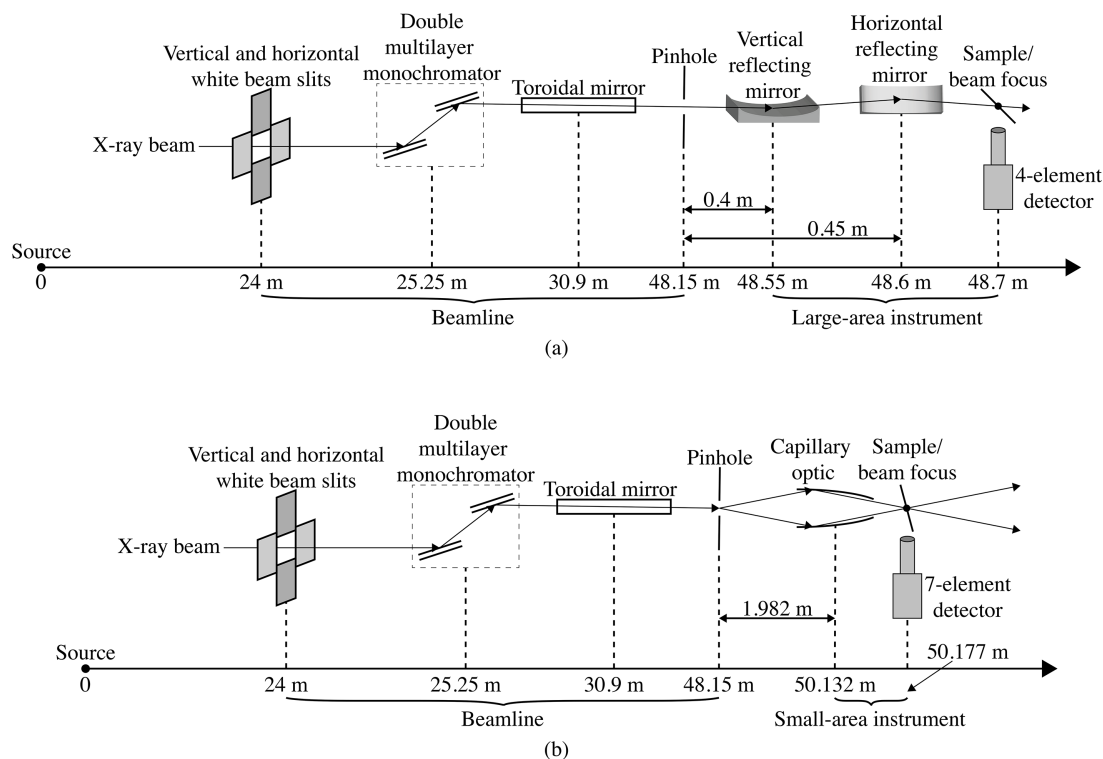 Double
multilayer
monochromator
Vertical and horizontal
white beam slits
Toroidal mirror
Pinhole
Vertical
reflecting
mirror
Horizontal
reflecting
mirror
Sample/
beam focus
X-ray beam
4-element
detector
0.4 m
0.45 m
Source
0
24 m
25.25 m
30.9 m
48.15 m
48.55 m
48.6 m
48.7 m
Beamline
Large-area instrument
(a)
Double
multilayer
monochromator
Vertical and horizontal
white beam slits
Toroidal mirror
Pinhole
Capillary
optic
Sample/
beam focus
X-ray beam
7-element
detector
1.982 m
Source
50.177 m
0
24 m
25.25 m
30.9 m
48.15 m
50.132 m
Beamline
Small-area instrument
(b)